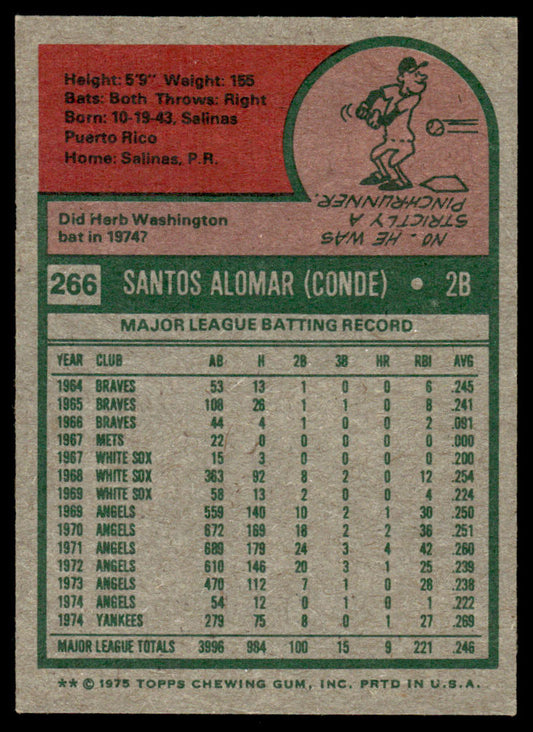 Height: 5'9" Weight: 155
Bats: Both Throws: Right
Born: 10-19-43, Salinas
Puerto Rico
Home: Salinas, P.R.
Did Herb Washington
bat in 1974?
NO. HE WAS
STRICTLY A
PINCHRUNNER.
266 SANTOS ALOMAR (CONDE) • 2B
MAJOR LEAGUE BATTING RECORD
YEAR CLUB AB H 2B 3B HR RBI AVG
1964 BRAVES 53 13 1 0 0 6 .245
1965 BRAVES 108 26 1 1 0 8 .241
1966 BRAVES 44 4 1 0 0 2 .091
1967 METS 22 0 0 0 0 0 .000
1967 WHITE SOX 15 3 0 0 0 0 .200
1968 WHITE SOX 363 92 8 2 0 12 .254
1969 WHITE SOX 58 13 2 0 0 4 .224
1969 ANGELS 559 140 10 2 1 30 .250
1970 ANGELS 672 169 18 2 2 36 .251
1971 ANGELS 689 179 24 3 4 42 .260
1972 ANGELS 610 146 20 3 1 25 .239
1973 ANGELS 470 112 7 1 0 28 .238
1974 ANGELS 54 12 0 1 0 1 .222
1974 YANKEES 279 75 8 0 1 27 .269
MAJOR LEAGUE TOTALS 3996 984 100 15 9 221 .246
** © 1975 TOPPS CHEWING GUM, INC. PRTD IN U.S.A.